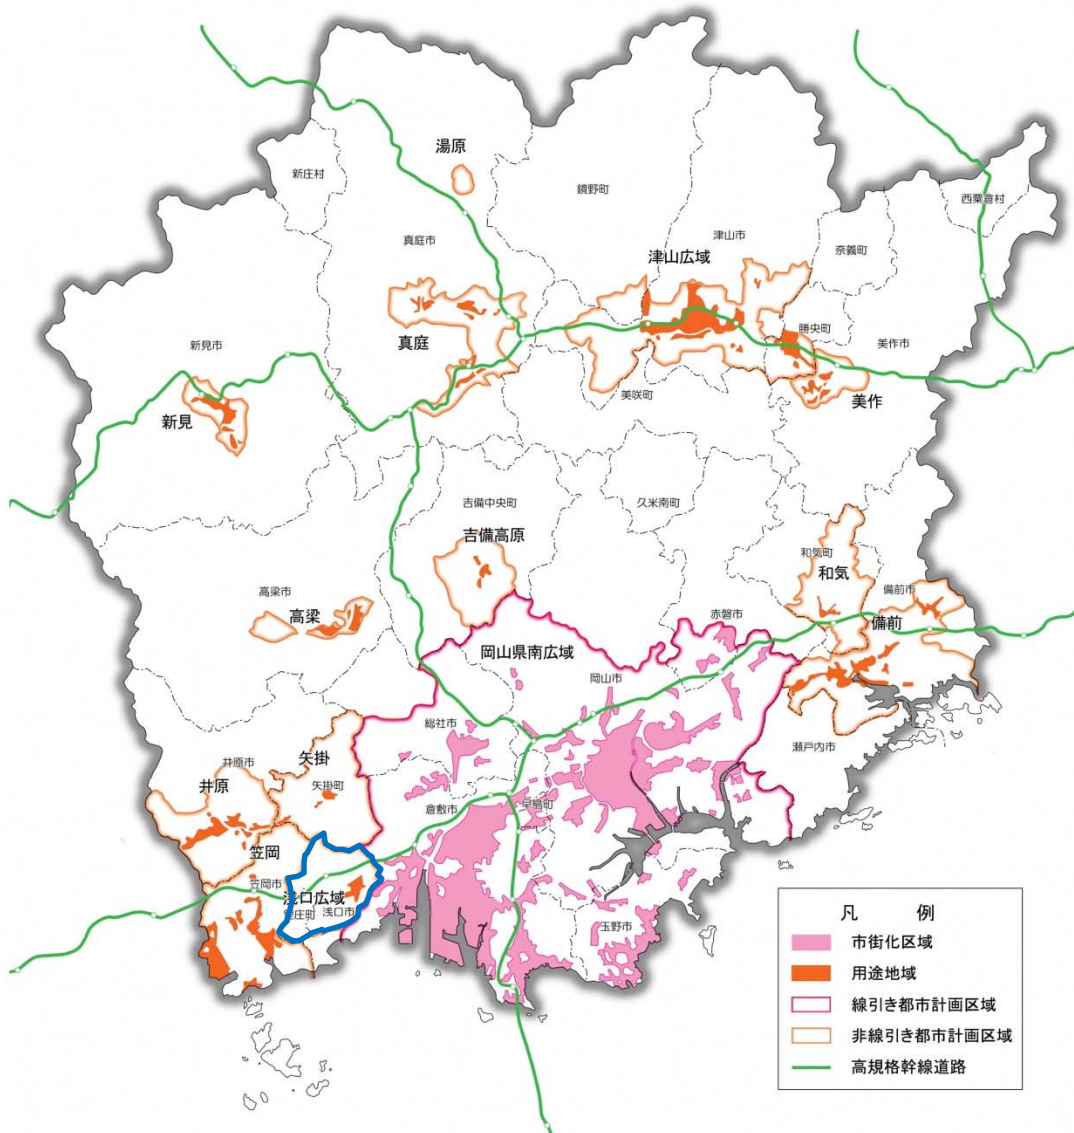 湯原
新庄村
鏡野町
西粟倉村
真庭市
津山市
奈義町
津山広域
勝央町
真庭
新見市
美作市
美咲町
美作
新見
吉備中央町
久米南町
吉備高原
和気町
和気
高梁市
備前市
高梁
赤磐市
備前
岡山県南広域
岡山市
総社市
瀬戸内市
矢掛
井原市
井原
矢掛町
倉敷市
早島町
笠岡
笠岡市
浅口広域
里庄町
浅口市
玉野市
凡 例
市街化区域
用途地域
線引き都市計画区域
非線引き都市計画区域
高規格幹線道路